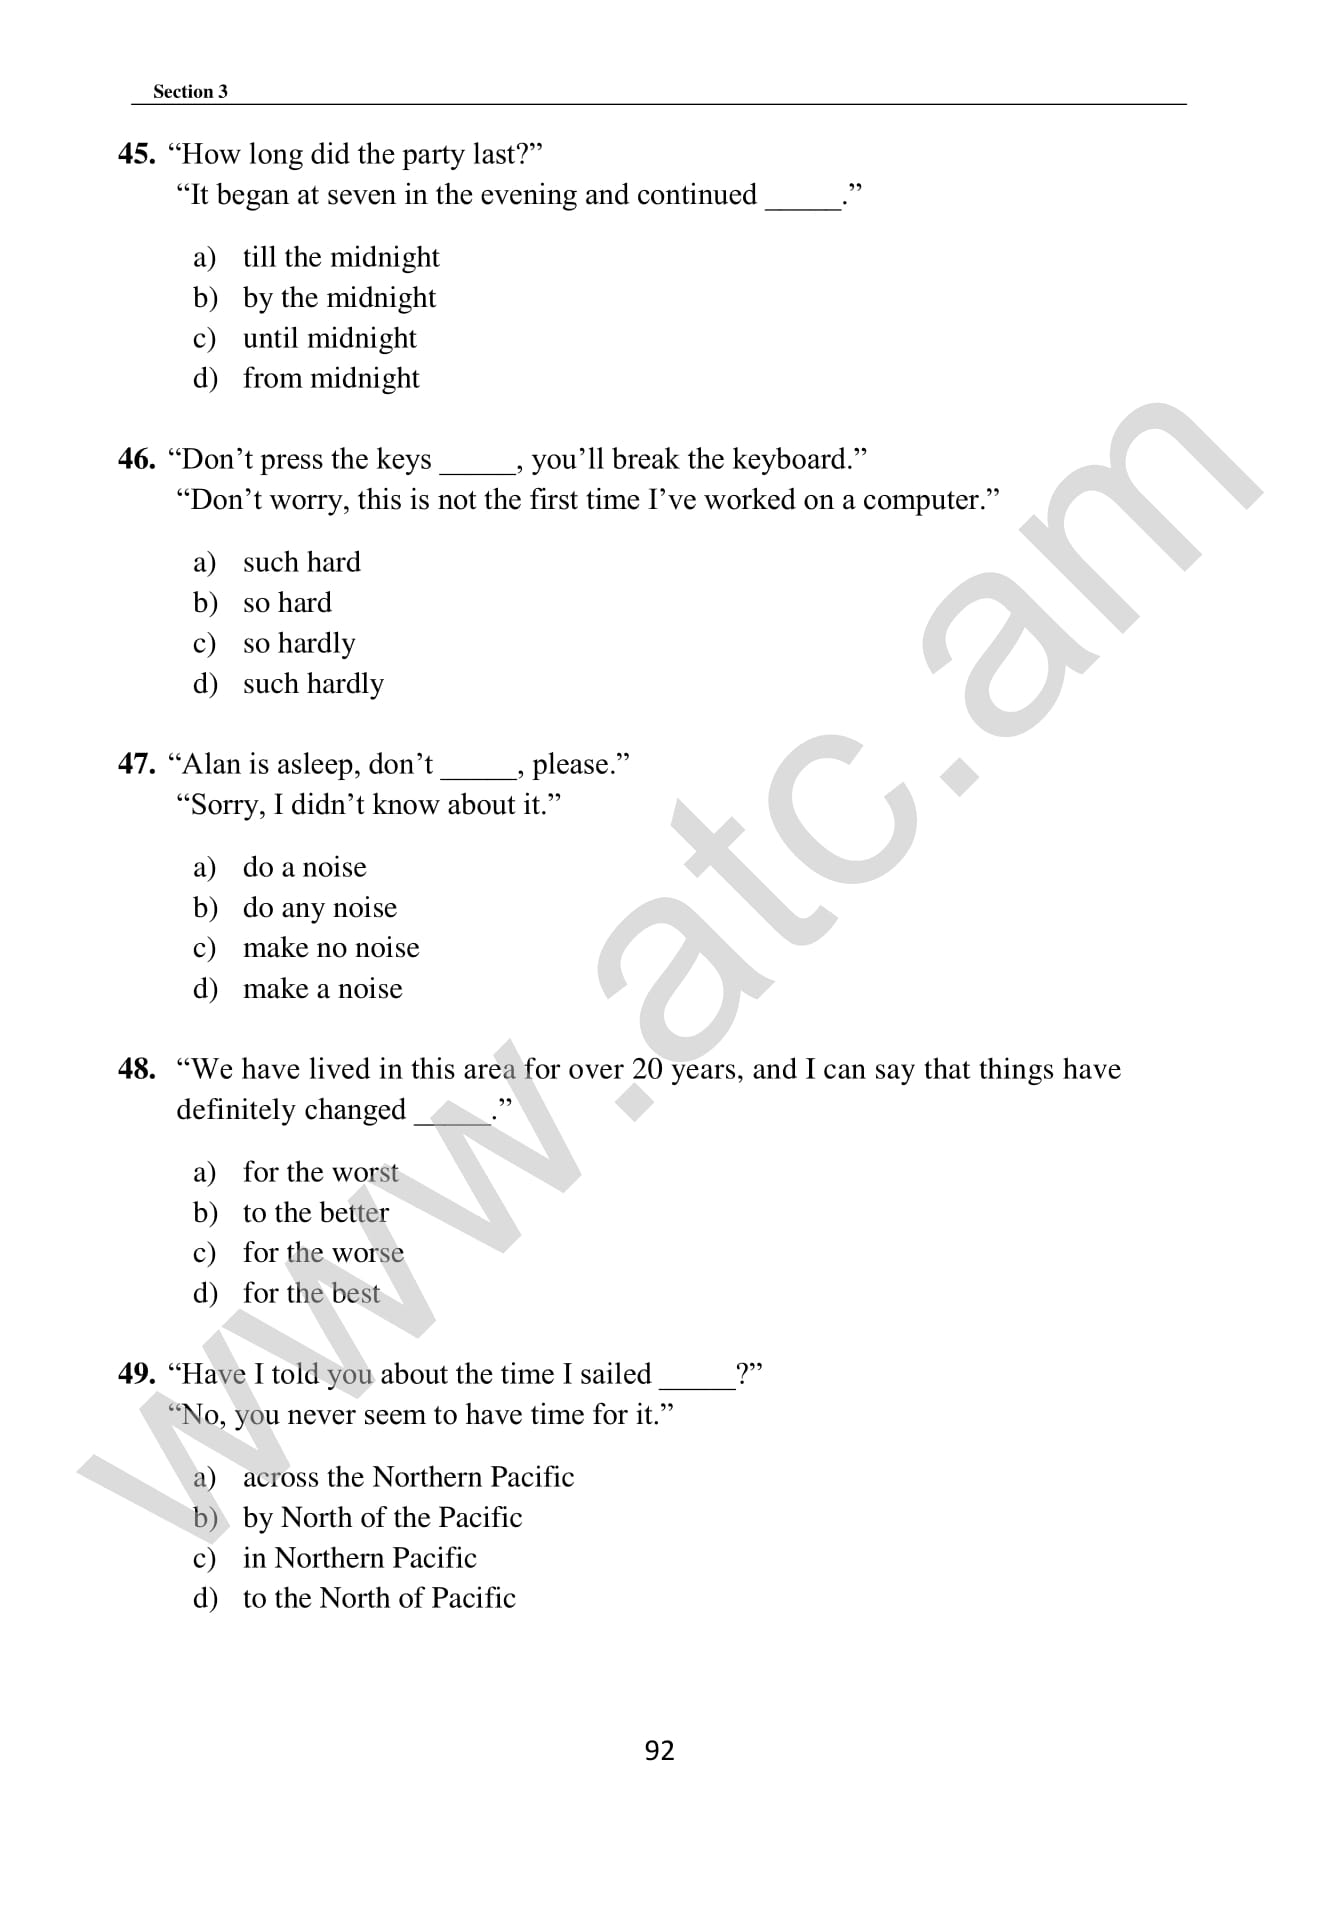 Section 3
45. “How long did the party last?”
“It began at seven in the evening and continued _____.”
a) till the midnight
b) by the midnight
c) until midnight
d) from midnight
46. “Don’t press the keys _____, you’ll break the keyboard.”
“Don’t worry, this is not the first time I’ve worked on a computer.”
a) such hard
b) so hard
c) so hardly
d) such hardly
47. “Alan is asleep, don’t _____, please.”
“Sorry, I didn’t know about it.”
a) do a noise
b) do any noise
c) make no noise
d) make a noise
48. “We have lived in this area for over 20 years, and I can say that things have
definitely changed _____.”
a) for the worst
b) to the better
c) for the worse
d) for the best
49. “Have I told you about the time I sailed _____?”
“No, you never seem to have time for it.”
a) across the Northern Pacific
b) by North of the Pacific
c) in Northern Pacific
d) to the North of Pacific
92
www.atc.am